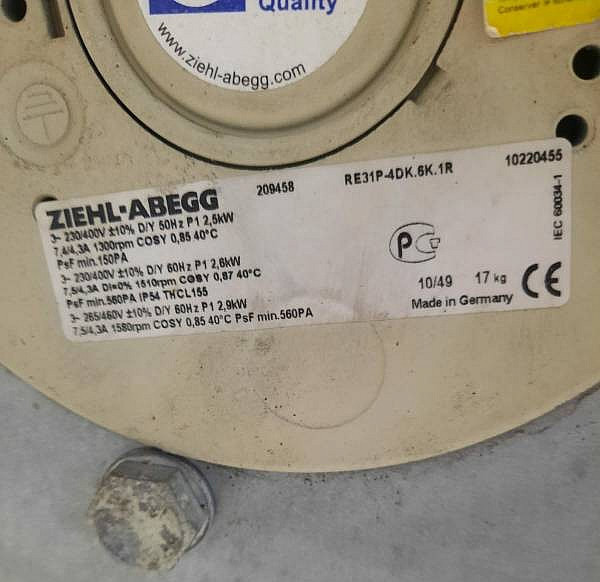 Quality
www.ziehl-abegg.com
Conserver
ZIEHL-ABEGG 209458 RE31P-4DK.6K.1R 10220455
3~ 230/400V ±10% D/Y 50Hz P1 2,5kW
7,4/4,3A 1300rpm COSY 0,85 40°C
PsF min.150PA
3~ 230/400V ±10% D/Y 60Hz P1 2,6kW
7,5/4,3A DI=0% 1510rpm COSY 0,87 40°C
PsF min.560PA IP54 THCL155
3~ 265/460V ±10% D/Y 60Hz P1 2,9kW
7,5/4,3A 1580rpm COSY 0,85 40°C PsF min.560PA
IEC 60034-1
10/49 17 kg CE
Made in Germany